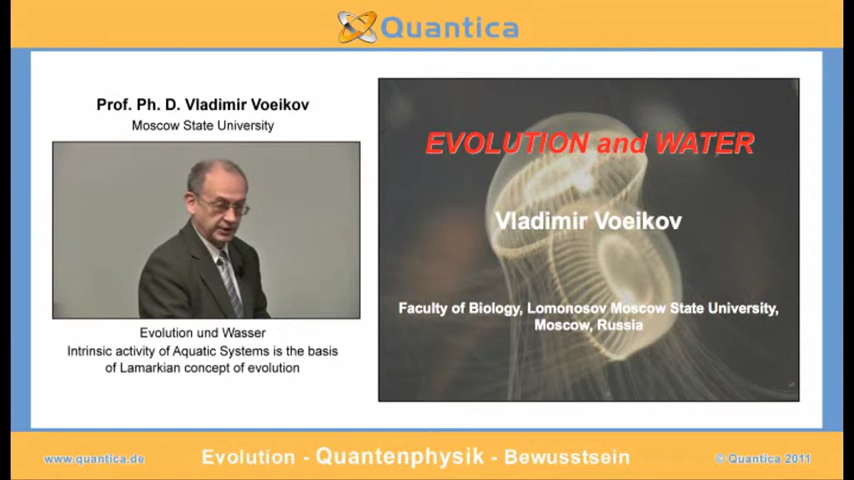 Quantica
Prof. Ph. D. Vladimir Voeikov
Moscow State University
Evolution und Wasser
Intrinsic activity of Aquatic Systems is the basis
of Lamarkian concept of evolution
EVOLUTION and WATER
Vladimir Voeikov
Faculty of Biology, Lomonosov Moscow State University,
Moscow, Russia
www.quantica.de
Evolution - Quantenphysik - Bewusstsein
© Quantica 2011